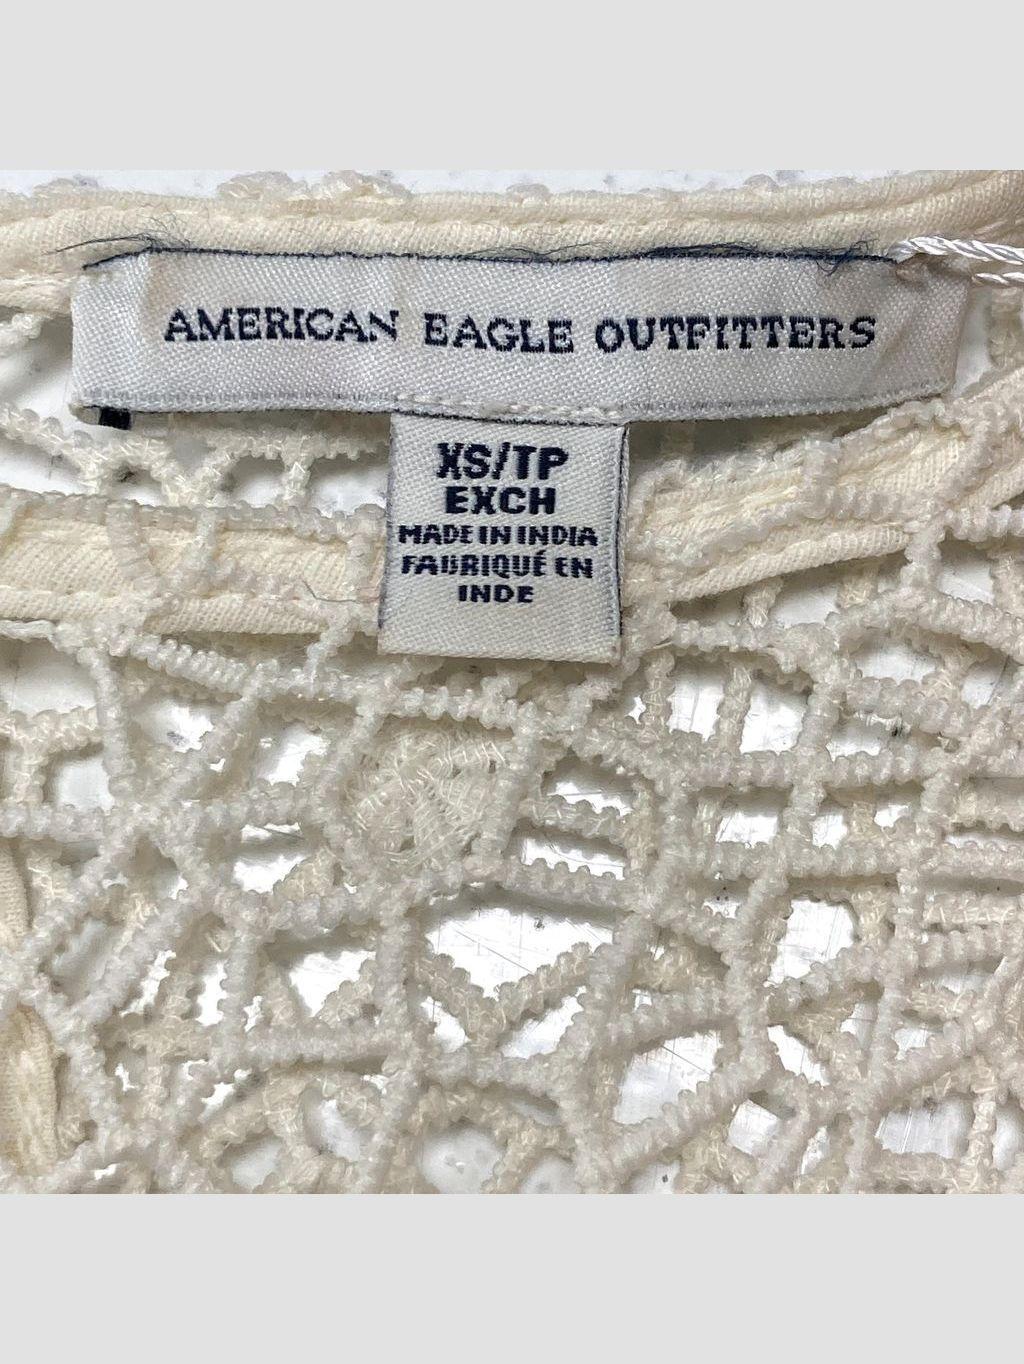 AMERICAN EAGLE OUTFITTERS
XS/TP
EXCH
MADE IN INDIA
FABRIQUÉ EN
INDE